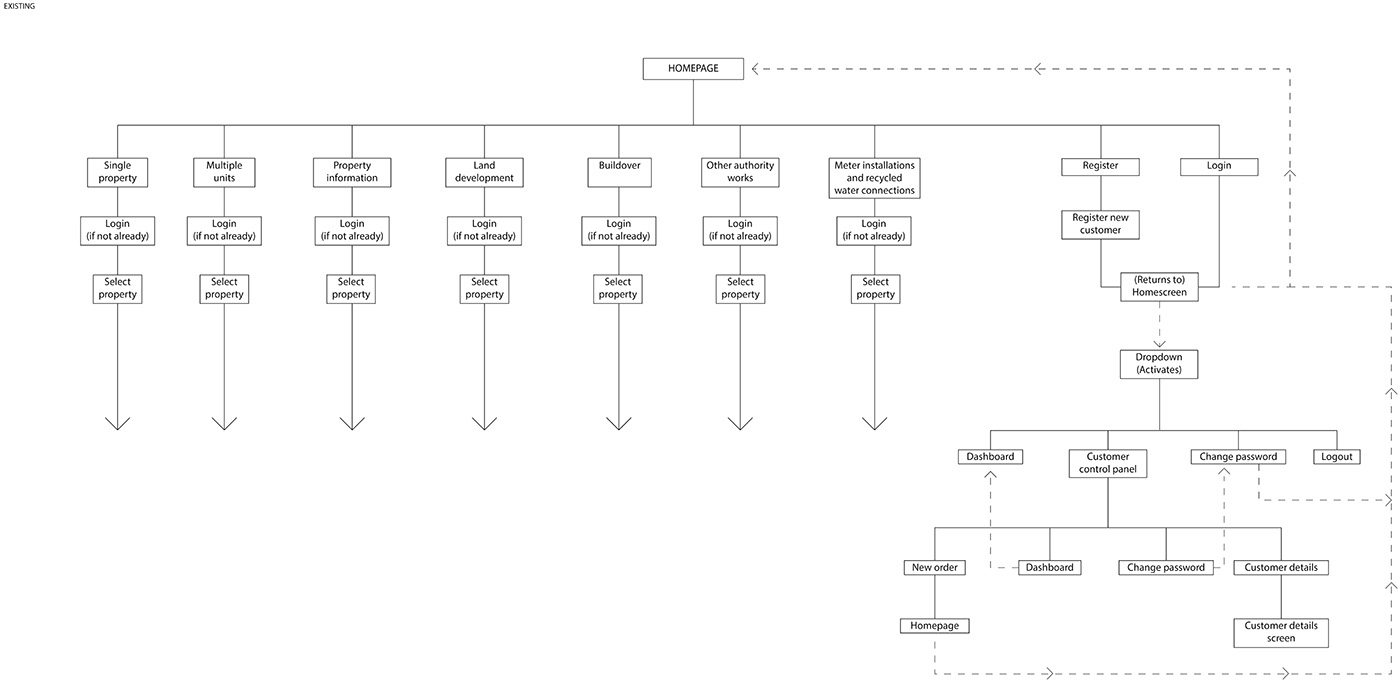 EXISTING
HOMEPAGE
Single
property
Multiple
units
Property
information
Land
development
Buildover
Other authority
works
Meter installations
and recycled
water connections
Register
Login
Login
(if not already)
Login
(if not already)
Login
(if not already)
Login
(if not already)
Login
(if not already)
Login
(if not already)
Login
(if not already)
Register new
customer
Select
property
Select
property
Select
property
Select
property
Select
property
Select
property
Select
property
(Returns to)
Homescreen
Dropdown
(Activates)
Dashboard
Customer
control panel
Change password
Logout
New order
Dashboard
Change password
Customer details
Homepage
Customer details
screen